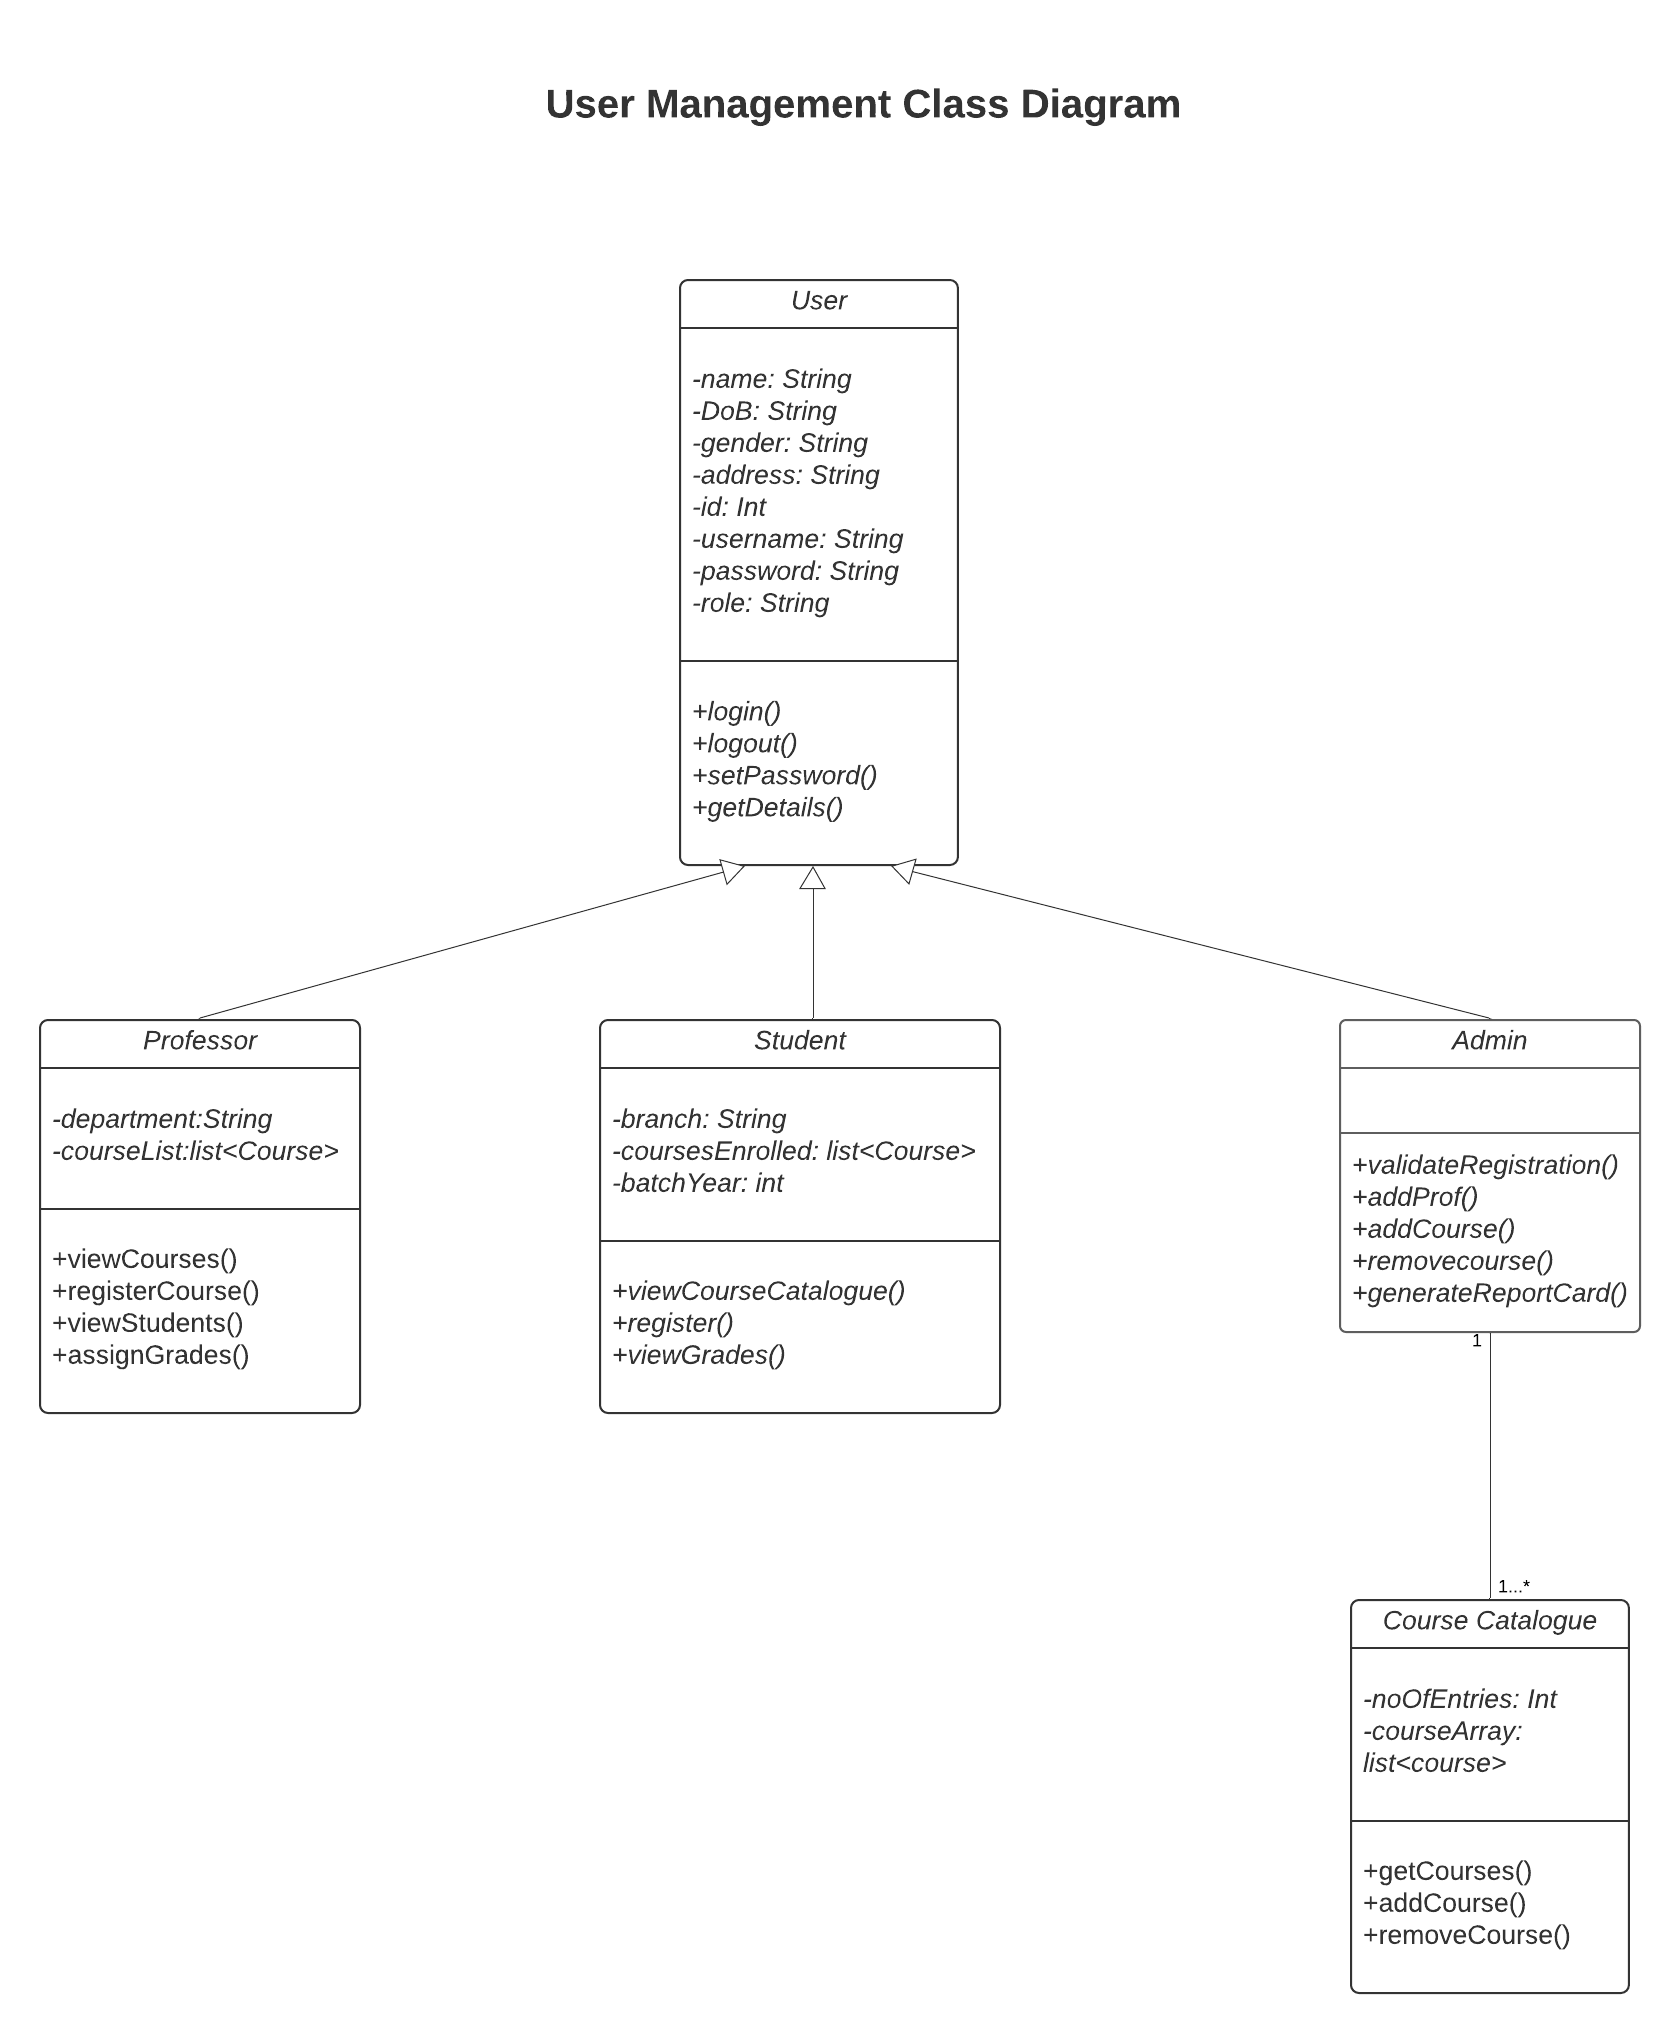 User Management Class Diagram
User
-name: String
-DoB: String
-gender: String
-address: String
-id: Int
-username: String
-password: String
-role: String
+login()
+logout()
+setPassword()
+getDetails()
Professor
-department:String
-courseList:list<Course>
+viewCourses()
+registerCourse()
+viewStudents()
+assignGrades()
Student
-branch: String
-coursesEnrolled: list<Course>
-batchYear: int
+viewCourseCatalogue()
+register()
+viewGrades()
Admin
+validateRegistration()
+addProf()
+addCourse()
+removecourse()
+generateReportCard()
1
1...*
Course Catalogue
-noOfEntries: Int
-courseArray:
list<course>
+getCourses()
+addCourse()
+removeCourse()